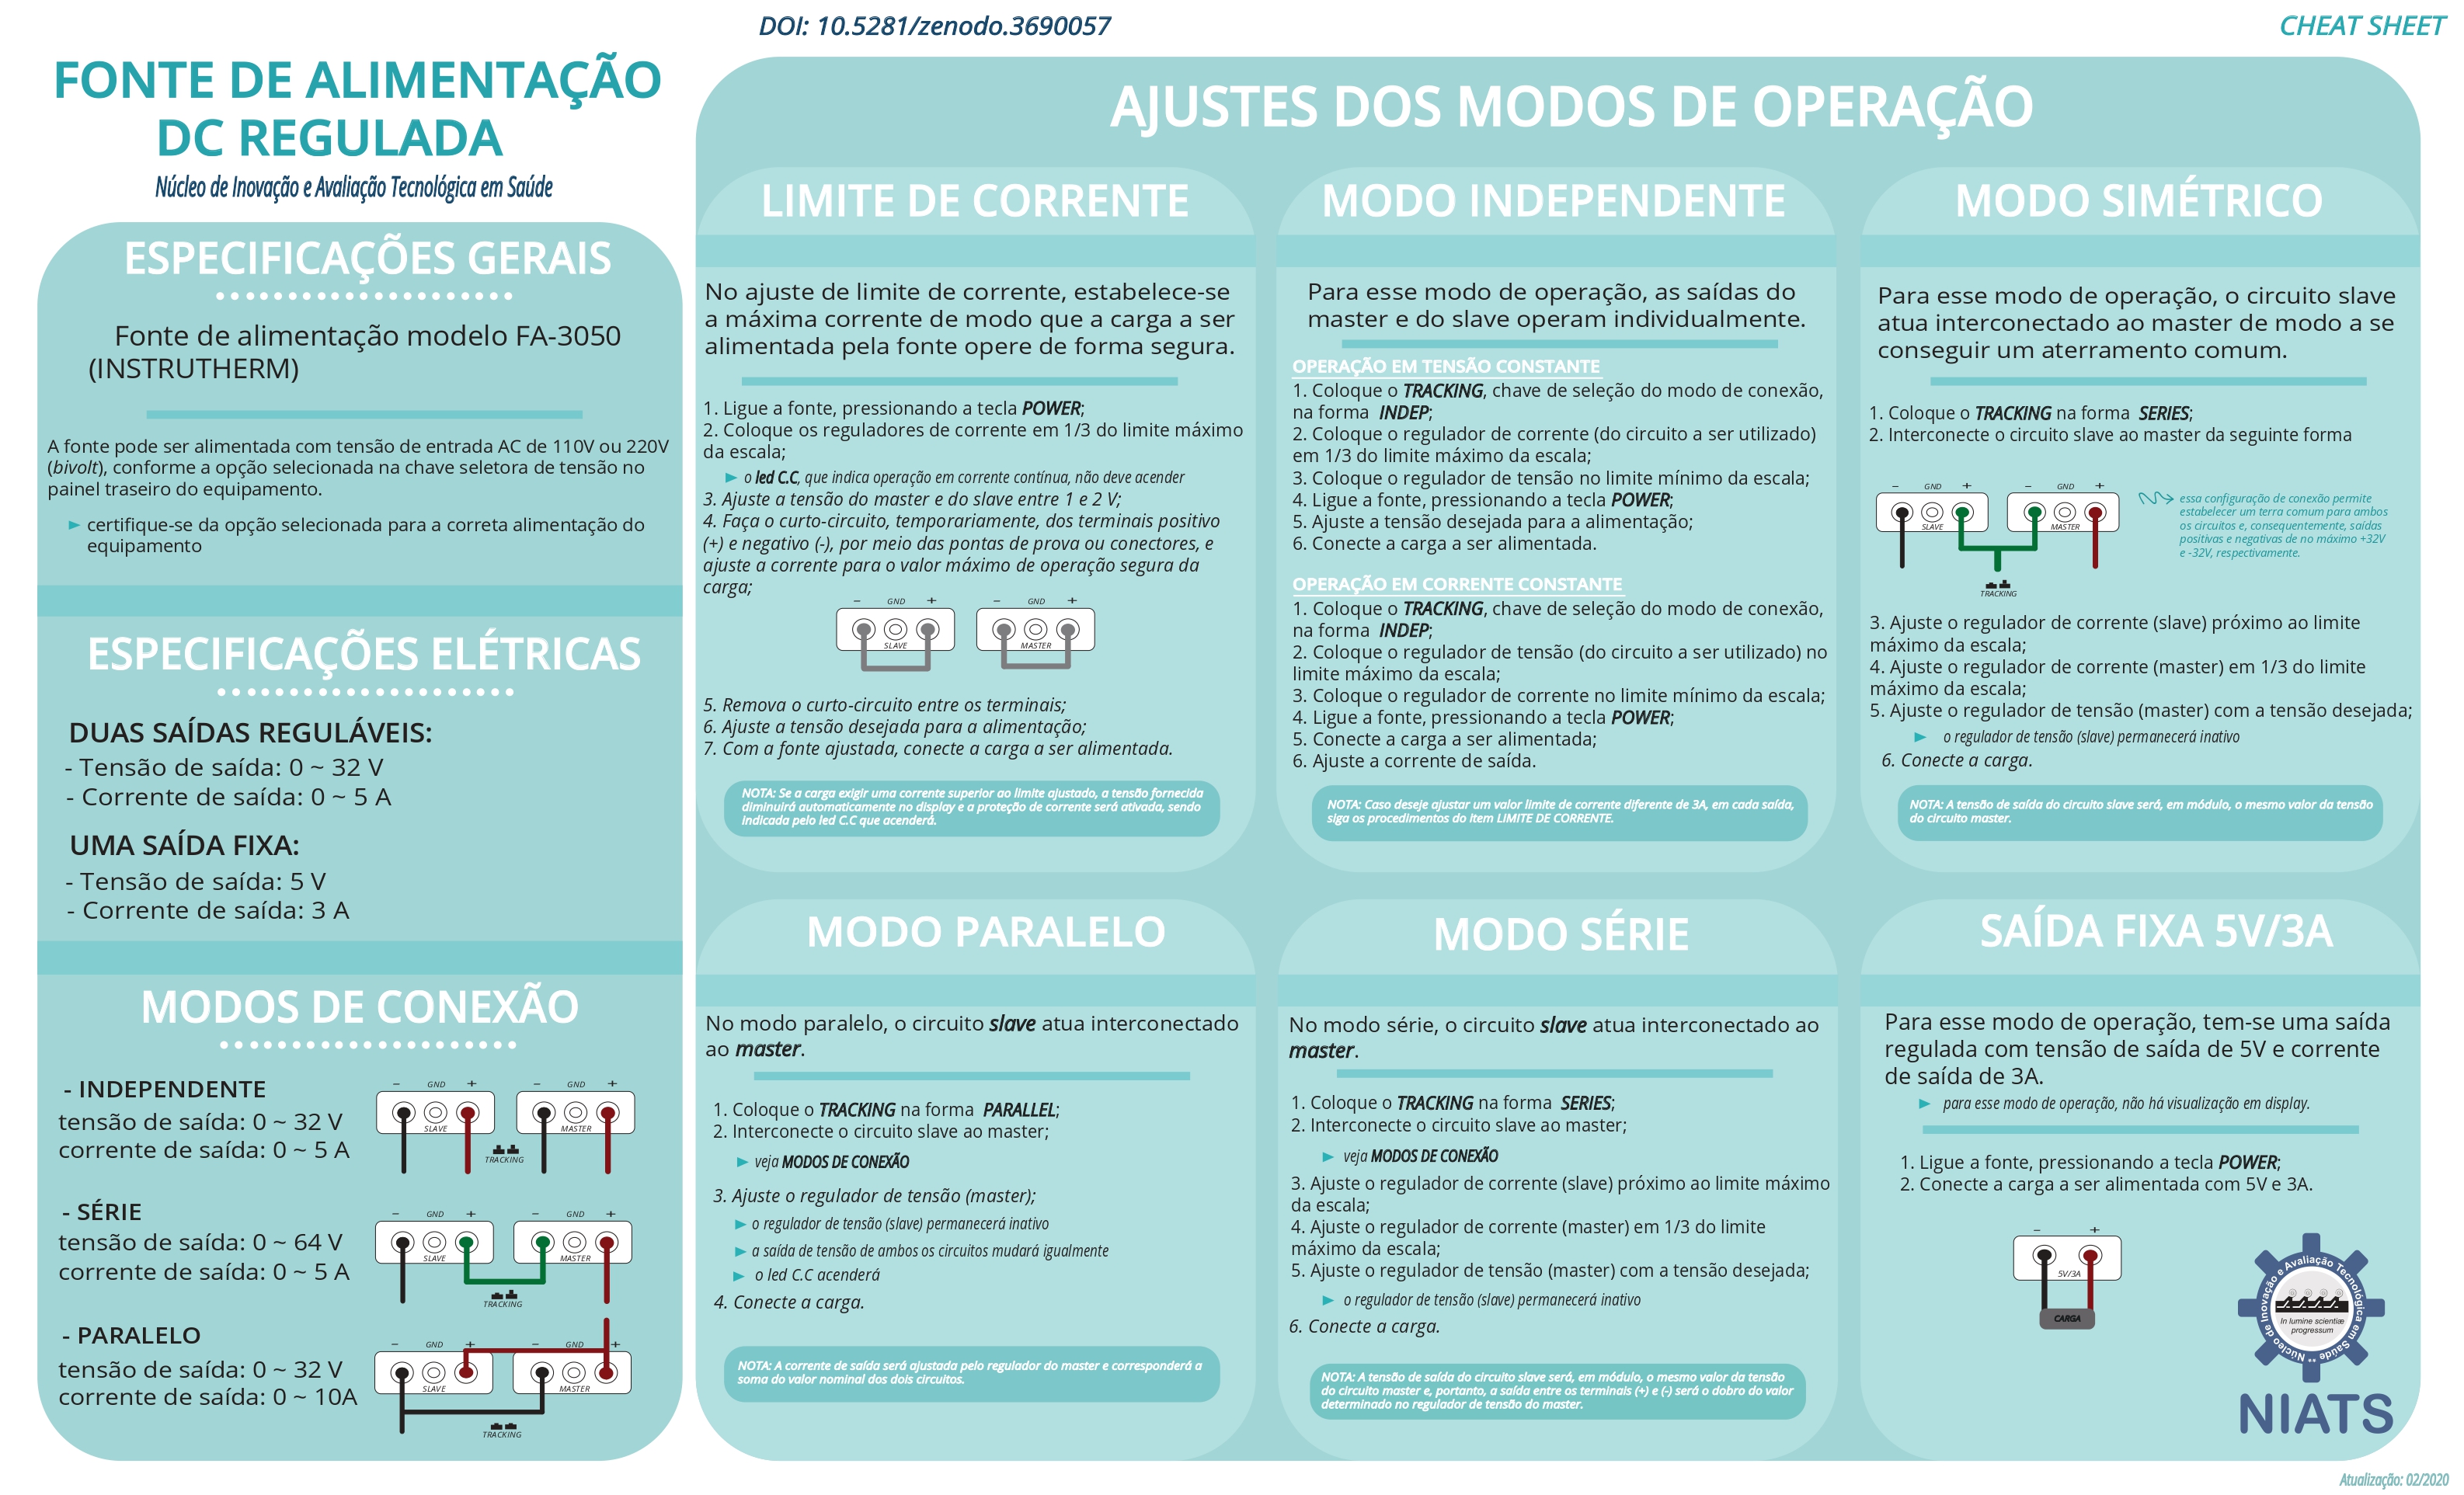 DOI: 10.5281/zenodo.3690057
CHEAT SHEET
FONTE DE ALIMENTAÇÃO
DC REGULADA
Núcleo de Inovação e Avaliação Tecnológica em Saúde
ESPECIFICAÇÕES GERAIS
Fonte de alimentação modelo FA-3050
(INSTRUTHERM)
A fonte pode ser alimentada com tensão de entrada AC de 110V ou 220V
(bivolt), conforme a opção selecionada na chave seletora de tensão no
painel traseiro do equipamento.
certifique-se da opção selecionada para a correta alimentação do
equipamento
ESPECIFICAÇÕES ELÉTRICAS
DUAS SAÍDAS REGULÁVEIS:
- Tensão de saída: 0 ~ 32 V
- Corrente de saída: 0 ~ 5 A
UMA SAÍDA FIXA:
- Tensão de saída: 5 V
- Corrente de saída: 3 A
MODOS DE CONEXÃO
- INDEPENDENTE
tensão de saída: 0 ~ 32 V
corrente de saída: 0 ~ 5 A
− GND + − GND +
SLAVE MASTER
TRACKING
- SÉRIE
tensão de saída: 0 ~ 64 V
corrente de saída: 0 ~ 5 A
− GND + − GND +
SLAVE MASTER
TRACKING
- PARALELO
tensão de saída: 0 ~ 32 V
corrente de saída: 0 ~ 10A
− GND + − GND +
SLAVE MASTER
TRACKING
AJUSTES DOS MODOS DE OPERAÇÃO
LIMITE DE CORRENTE
No ajuste de limite de corrente, estabelece-se
a máxima corrente de modo que a carga a ser
alimentada pela fonte opere de forma segura.
1. Ligue a fonte, pressionando a tecla POWER;
2. Coloque os reguladores de corrente em 1/3 do limite máximo
da escala;
o led C.C, que indica operação em corrente contínua, não deve acender
3. Ajuste a tensão do master e do slave entre 1 e 2 V;
4. Faça o curto-circuito, temporariamente, dos terminais positivo
(+) e negativo (-), por meio das pontas de prova ou conectores, e
ajuste a corrente para o valor máximo de operação segura da
carga;
− GND + − GND +
SLAVE MASTER
5. Remova o curto-circuito entre os terminais;
6. Ajuste a tensão desejada para a alimentação;
7. Com a fonte ajustada, conecte a carga a ser alimentada.
NOTA: Se a carga exigir uma corrente superior ao limite ajustado, a tensão fornecida
diminuirá automaticamente no display e a proteção de corrente será ativada, sendo
indicada pelo led C.C que acenderá.
MODO INDEPENDENTE
Para esse modo de operação, as saídas do
master e do slave operam individualmente.
OPERAÇÃO EM TENSÃO CONSTANTE
1. Coloque o TRACKING, chave de seleção do modo de conexão,
na forma INDEP;
2. Coloque o regulador de corrente (do circuito a ser utilizado)
em 1/3 do limite máximo da escala;
3. Coloque o regulador de tensão no limite mínimo da escala;
4. Ligue a fonte, pressionando a tecla POWER;
5. Ajuste a tensão desejada para a alimentação;
6. Conecte a carga a ser alimentada.
OPERAÇÃO EM CORRENTE CONSTANTE
1. Coloque o TRACKING, chave de seleção do modo de conexão,
na forma INDEP;
2. Coloque o regulador de tensão (do circuito a ser utilizado) no
limite máximo da escala;
3. Coloque o regulador de corrente no limite mínimo da escala;
4. Ligue a fonte, pressionando a tecla POWER;
5. Conecte a carga a ser alimentada;
6. Ajuste a corrente de saída.
NOTA: Caso deseje ajustar um valor limite de corrente diferente de 3A, em cada saída,
siga os procedimentos do item LIMITE DE CORRENTE.
MODO SIMÉTRICO
Para esse modo de operação, o circuito slave
atua interconectado ao master de modo a se
conseguir um aterramento comum.
1. Coloque o TRACKING na forma SERIES;
2. Interconecte o circuito slave ao master da seguinte forma
− GND + − GND +
SLAVE MASTER
TRACKING
essa configuração de conexão permite
estabelecer um terra comum para ambos
os circuitos e, consequentemente, saídas
positivas e negativas de no máximo +32V
e -32V, respectivamente.
3. Ajuste o regulador de corrente (slave) próximo ao limite
máximo da escala;
4. Ajuste o regulador de corrente (master) em 1/3 do limite
máximo da escala;
5. Ajuste o regulador de tensão (master) com a tensão desejada;
o regulador de tensão (slave) permanecerá inativo
6. Conecte a carga.
NOTA: A tensão de saída do circuito slave será, em módulo, o mesmo valor da tensão
do circuito master.
MODO PARALELO
No modo paralelo, o circuito slave atua interconectado
ao master.
1. Coloque o TRACKING na forma PARALLEL;
2. Interconecte o circuito slave ao master;
veja MODOS DE CONEXÃO
3. Ajuste o regulador de tensão (master);
o regulador de tensão (slave) permanecerá inativo
a saída de tensão de ambos os circuitos mudará igualmente
o led C.C acenderá
4. Conecte a carga.
NOTA: A corrente de saída será ajustada pelo regulador do master e corresponderá a
soma do valor nominal dos dois circuitos.
MODO SÉRIE
No modo série, o circuito slave atua interconectado ao
master.
1. Coloque o TRACKING na forma SERIES;
2. Interconecte o circuito slave ao master;
veja MODOS DE CONEXÃO
3. Ajuste o regulador de corrente (slave) próximo ao limite máximo
da escala;
4. Ajuste o regulador de corrente (master) em 1/3 do limite
máximo da escala;
5. Ajuste o regulador de tensão (master) com a tensão desejada;
o regulador de tensão (slave) permanecerá inativo
6. Conecte a carga.
NOTA: A tensão de saída do circuito slave será, em módulo, o mesmo valor da tensão
do circuito master e, portanto, a saída entre os terminais (+) e (-) será o dobro do valor
determinado no regulador de tensão do master.
SAÍDA FIXA 5V/3A
Para esse modo de operação, tem-se uma saída
regulada com tensão de saída de 5V e corrente
de saída de 3A.
para esse modo de operação, não há visualização em display.
1. Ligue a fonte, pressionando a tecla POWER;
2. Conecte a carga a ser alimentada com 5V e 3A.
− +
5V/3A
CARGA
** Núcleo de Inovação e Avaliação Tecnológica em Saúde
In lumine scientiæ
progressum
NIATS
Atualização: 02/2020